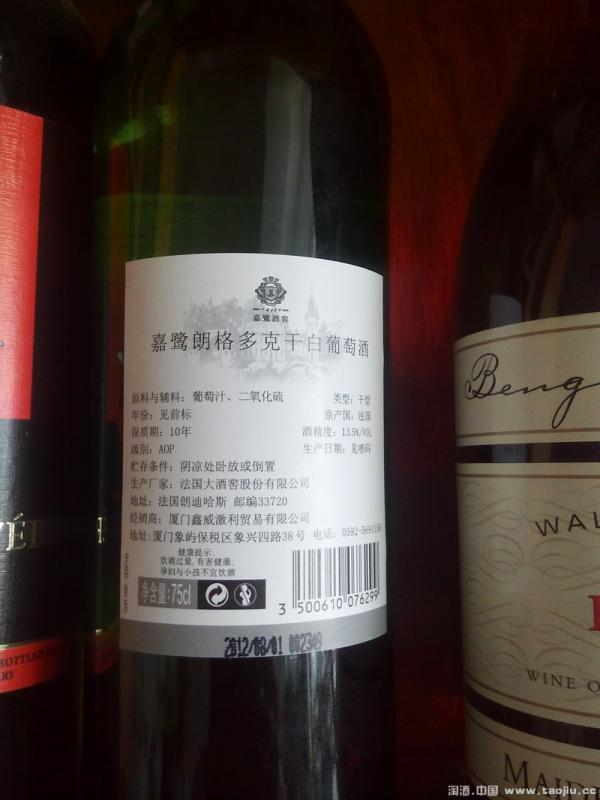 嘉鹭酒窖
嘉鹭朗格多克干白葡萄酒
原料与辅料: 葡萄汁、二氧化硫 类型: 干型
年份: 见前标 原产国: 法国
保质期: 10年 酒精度: 13.5%/VOL
级别: AOP 生产日期: 见喷码
贮存条件: 阴凉处卧放或倒置
生产厂家: 法国大酒窖股份有限公司
地址: 法国朗迪哈斯 邮编33720
经销商: 厦门鑫威激利贸易有限公司
地址: 厦门象屿保税区象兴四路38号 电话: 0592-5691156
健康提示:
饮酒过量,有害健康;
孕妇与小孩不宜饮酒
净含量:75cl
3 500610 076299
2012/08/01
BOTTLED
Beng
WAL
WINE O
MAID
淘酒.中国 www.taojiu.cc